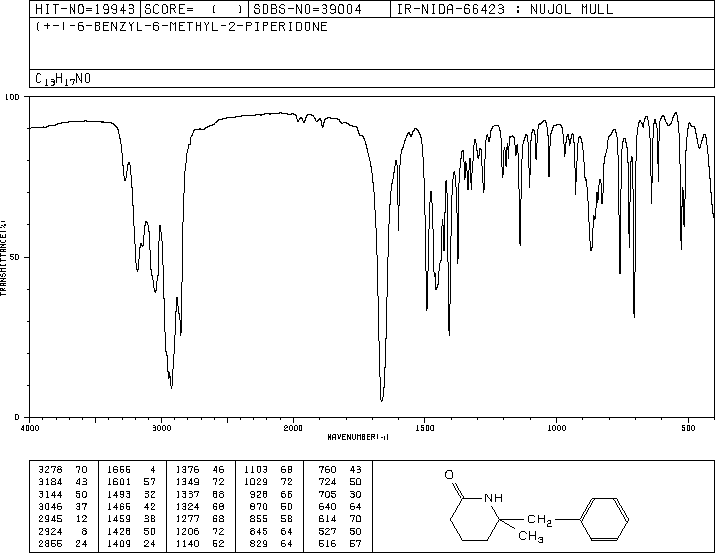 HIT-NO=19943 SCORE= ( ) SDBS-NO=39004 IR-NIDA-66423 : NUJOL MULL
(+-)-6-BENZYL-6-METHYL-2-PIPERIDONE
C13H17NO
100
50
0
TRANSMITTANCE(%)
4000 3000 2000 1500 1000 500
WAVENUMBER(-1)
3278 70 1666 4 1376 46 1103 68 760 43
3184 43 1601 57 1349 72 1029 72 724 50
3144 50 1493 32 1337 68 928 66 705 30
3046 37 1466 42 1324 68 870 50 640 64
2945 12 1459 38 1277 68 855 58 614 70
2924 8 1428 50 1206 72 845 64 527 50
2866 24 1409 24 1140 52 829 64 516 57
O
NH
CH2
CH3